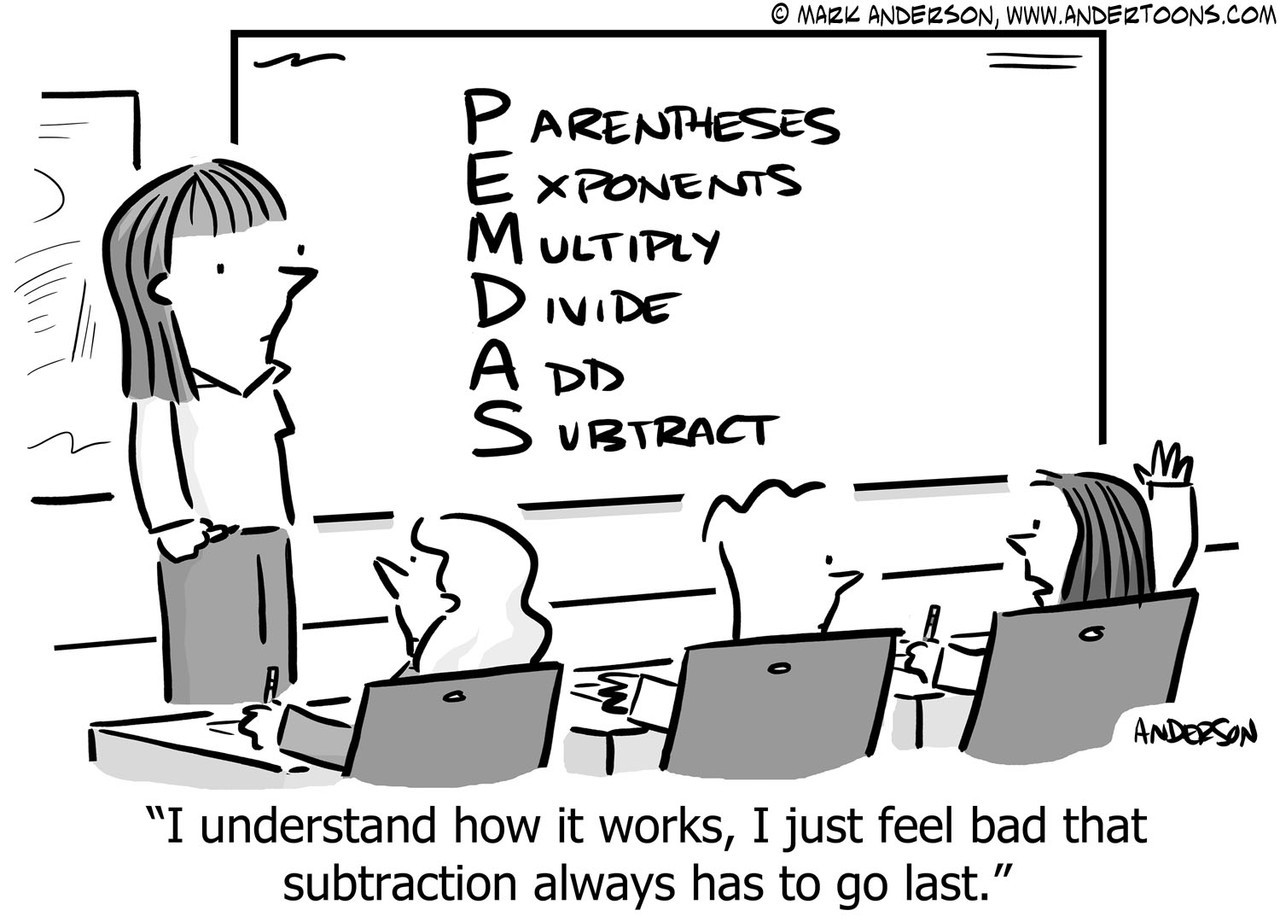 © MARK ANDERSON, WWW.ANDERTOONS.COM
PARENTHESES
EXPONENTS
MULTIPLY
DIVIDE
ADD
SUBTRACT
ANDERSON
“I understand how it works, I just feel bad that
subtraction always has to go last.”